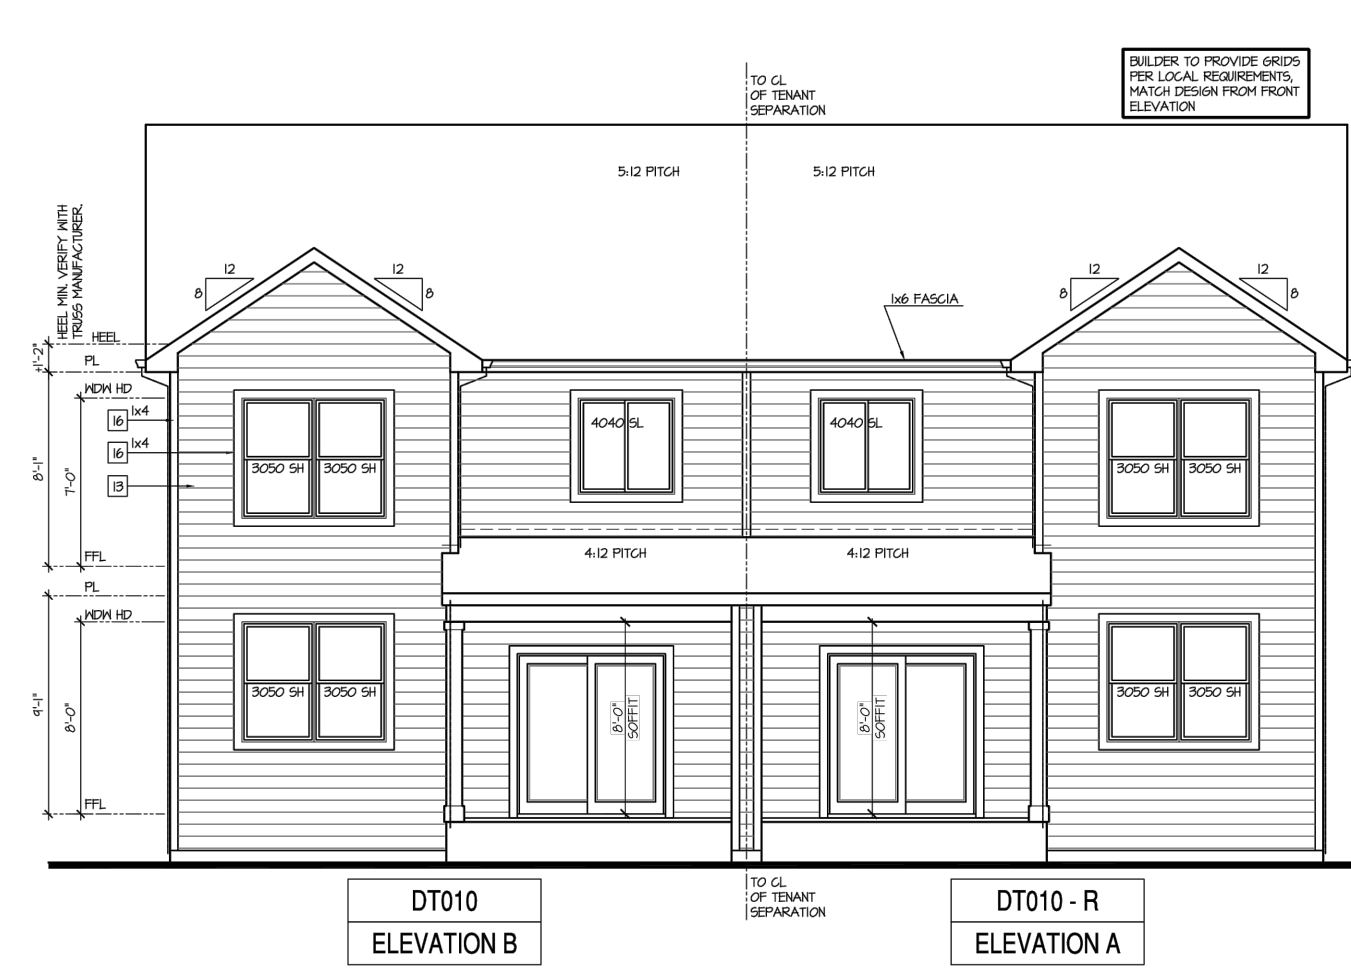 BUILDER TO PROVIDE GRIDS
PER LOCAL REQUIREMENTS,
MATCH DESIGN FROM FRONT
ELEVATION
TO CL
OF TENANT
SEPARATION
5:12 PITCH
5:12 PITCH
HEEL MIN. VERIFY WITH
TRUSS MANUFACTURER.
12
8
12
8
12
8
12
8
1x6 FASCIA
HEEL
±1'-2"
PL
WDW HD
16
1x4
16
1x4
13
8'-1"
7'-0"
3050 SH
3050 SH
4040 SL
4040 SL
3050 SH
3050 SH
FFL
4:12 PITCH
4:12 PITCH
PL
WDW HD
9'-1"
8'-0"
3050 SH
3050 SH
8'-0"
SOFFIT
8'-0"
SOFFIT
3050 SH
3050 SH
FFL
TO CL
OF TENANT
SEPARATION
DT010
ELEVATION B
DT010 - R
ELEVATION A